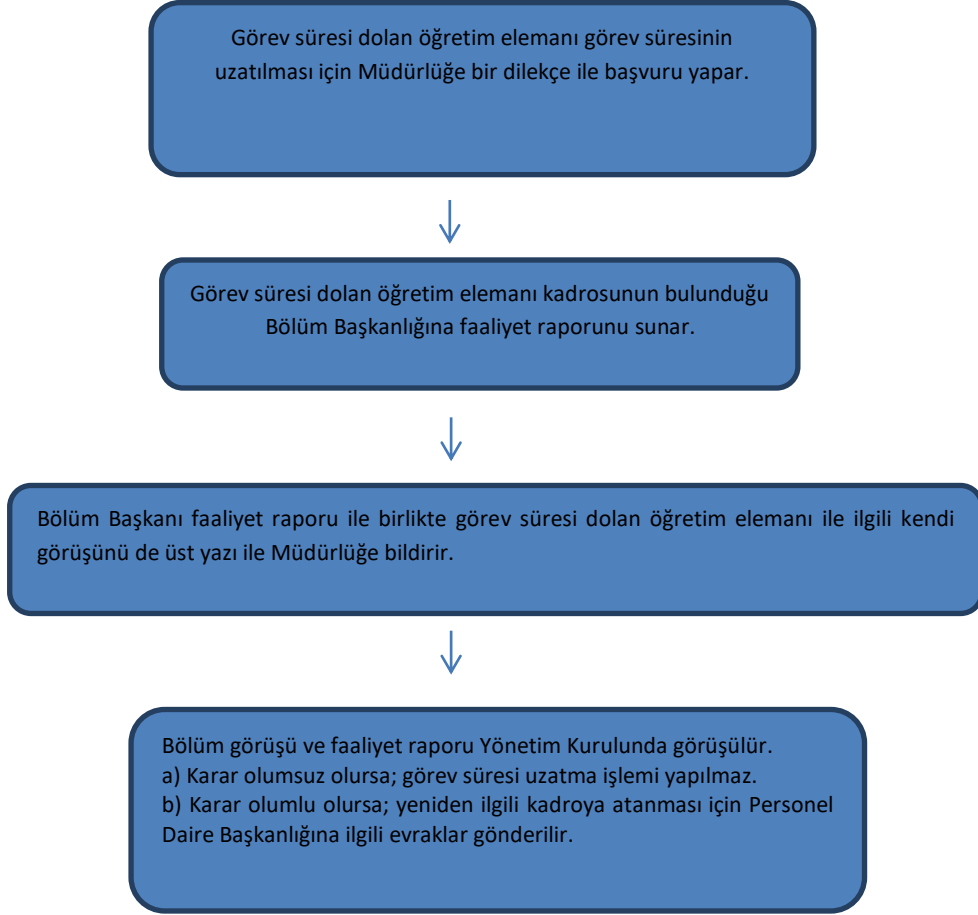 Görev süresi dolan öğretim elemanı görev süresinin
uzatılması için Müdürlüğe bir dilekçe ile başvuru yapar.
Görev süresi dolan öğretim elemanı kadrosunun bulunduğu
Bölüm Başkanlığına faaliyet raporunu sunar.
Bölüm Başkanı faaliyet raporu ile birlikte görev süresi dolan öğretim elemanı ile ilgili kendi
görüşünü de üst yazı ile Müdürlüğe bildirir.
Bölüm görüşü ve faaliyet raporu Yönetim Kurulunda görüşülür.
a) Karar olumsuz olursa; görev süresi uzatma işlemi yapılmaz.
b) Karar olumlu olursa; yeniden ilgili kadroya atanması için Personel
Daire Başkanlığına ilgili evraklar gönderilir.